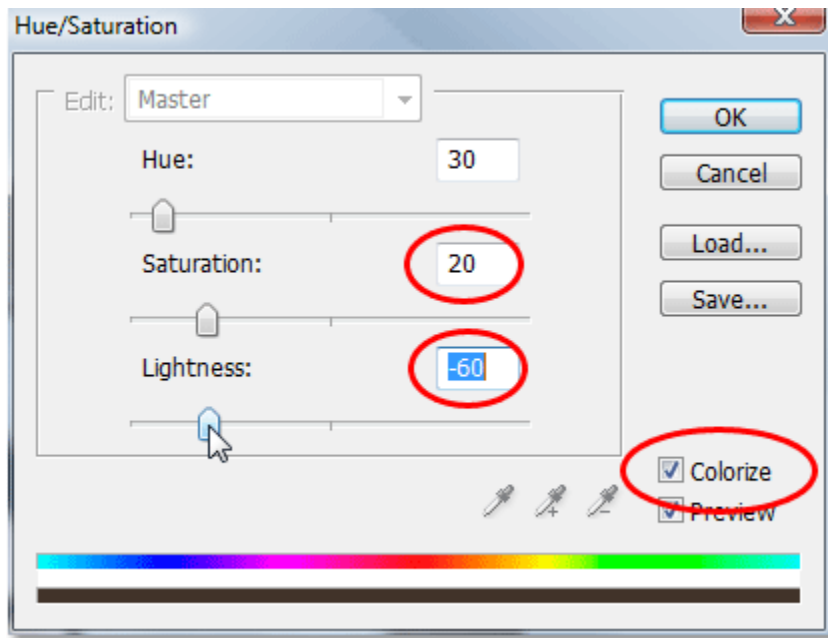 Hue/Saturation
Edit: Master
OK
Hue: 30
Cancel
Load...
Saturation: 20
Save...
Lightness: -60
Colorize
Preview